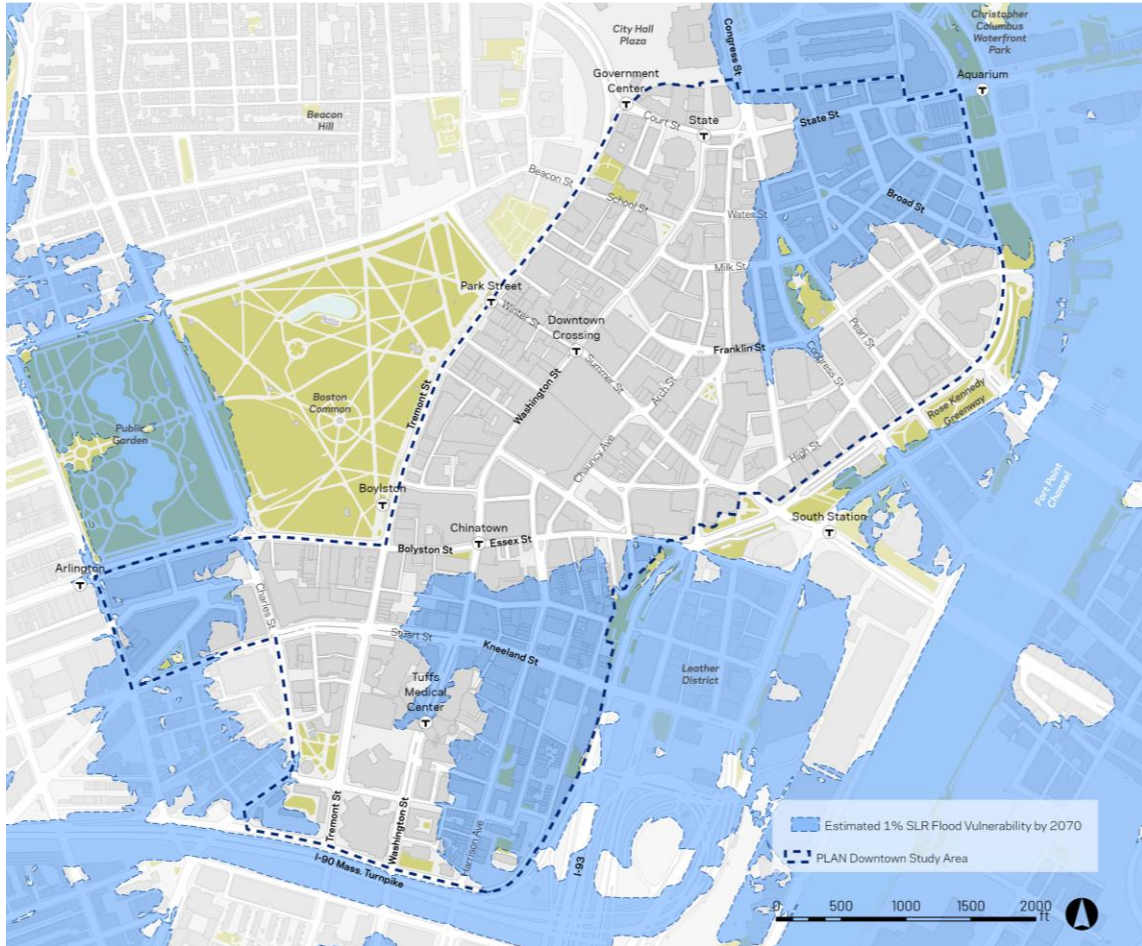 City Hall
Plaza
Congress St
Christopher
Columbus
Waterfront
Park
Government
Center
T
Aquarium
T
Court St
State
T
State St
Beacon
Hill
Beacon St
School St
Water St
Broad St
Milk St
Park Street
T
Winter St
Downtown
Crossing
T
Franklin St
Congress St
Pearl St
Summer St
Arch St
Washington St
Tremont St
Boston
Common
Public
Garden
Rose Kennedy
Greenway
Chauncy Ave
High St
Fort Point
Channel
Boylston
T
Chinatown
T
Essex St
Bolyston St
South Station
T
Arlington
T
Charles St
Stuart St
Kneeland St
Leather
District
Tuffs
Medical
Center
T
Tremont St
Washington St
Harrison Ave
I-93
I-90 Mass. Turnpike
Estimated 1% SLR Flood Vulnerability by 2070
PLAN Downtown Study Area
0 500 1000 1500 2000
ft